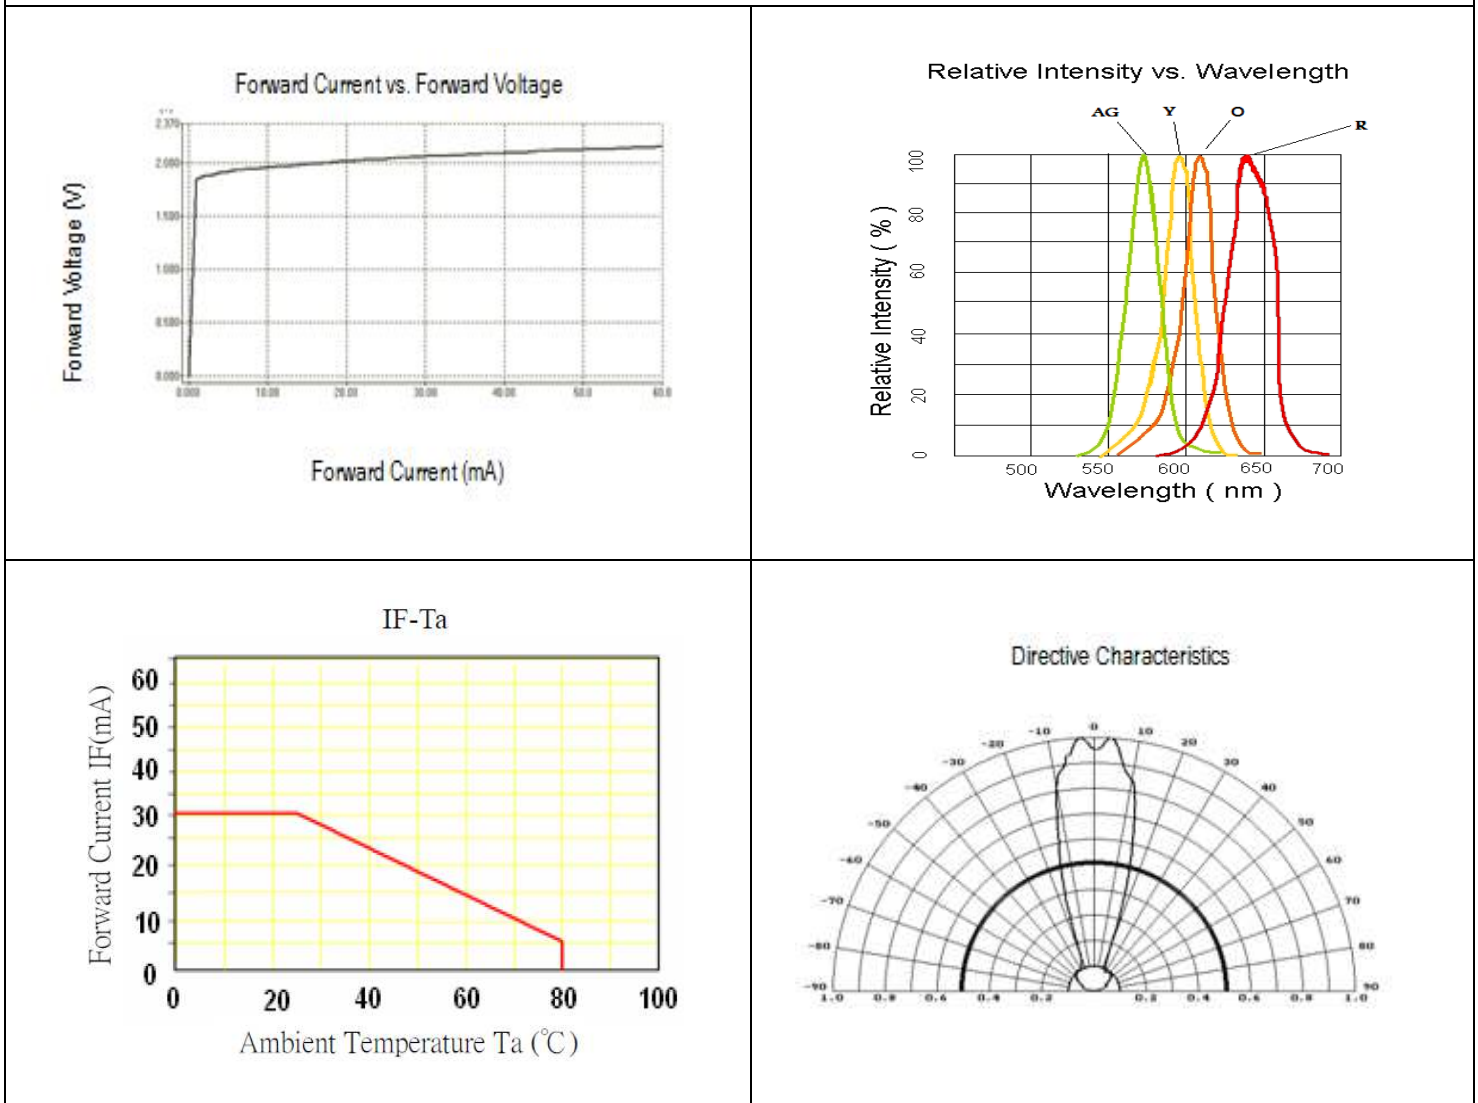 Forward Current vs. Forward Voltage
2.370
2.000
1.500
1.000
0.500
0.000
0.000 10.00 20.00 30.00 40.00 50.0 60.0
Forward Voltage (V)
Forward Current (mA)
Relative Intensity vs. Wavelength
AG Y O R
100
80
60
40
20
0
Relative Intensity ( % )
500 550 600 650 700
Wavelength ( nm )
IF-Ta
60
50
40
30
20
10
0
Forward Current IF(mA)
0 20 40 60 80 100
Ambient Temperature Ta (℃)
Directive Characteristics
-90 -80 -70 -60 -50 -40 -30 -20 -10 -0 10 20 30 40 50 60 70 80 90
1.0 0.8 0.6 0.4 0.2 0.2 0.4 0.6 0.8 1.0